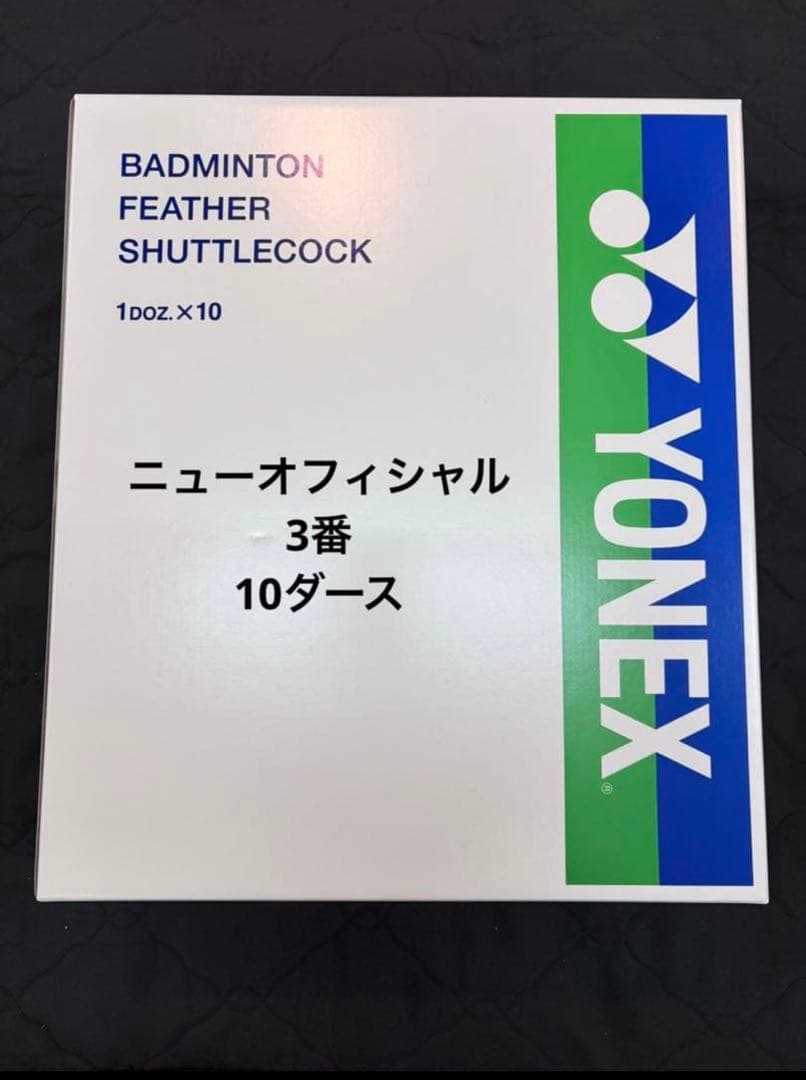 BADMINTON
FEATHER
SHUTTLECOCK
1DOZ.×10
ニューオフィシャル
3番
10ダース
YONEX®